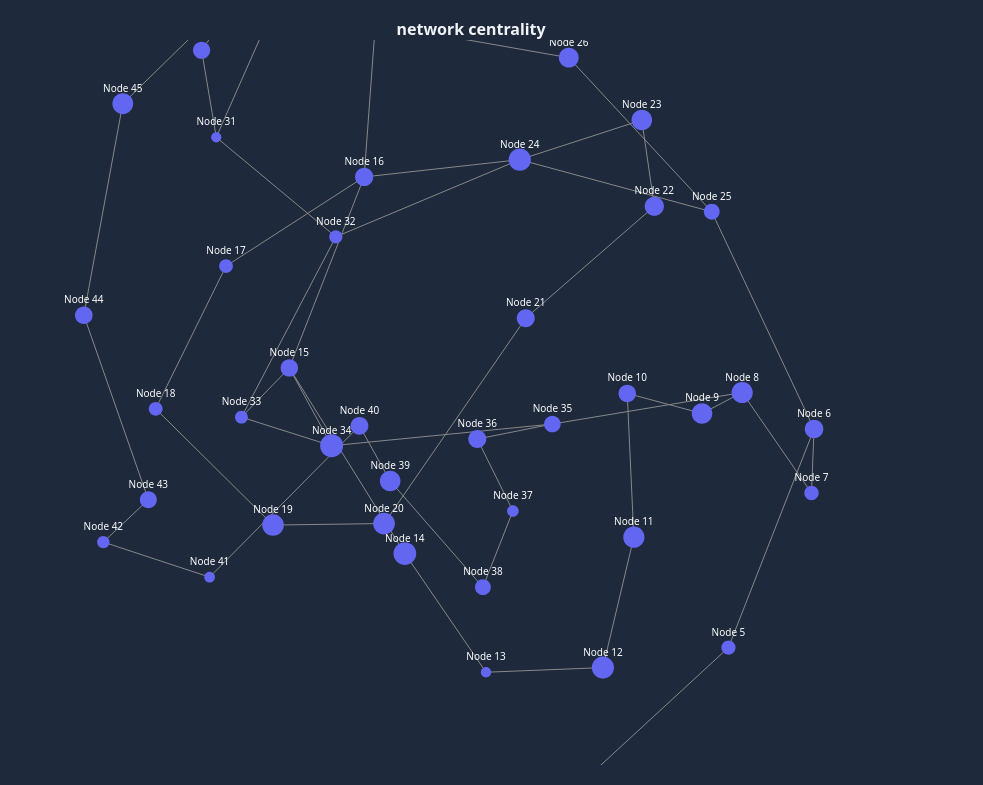 network centrality
Node 26
Node 45
Node 23
Node 31
Node 24
Node 16
Node 22
Node 25
Node 32
Node 17
Node 44
Node 21
Node 15
Node 8
Node 10
Node 18
Node 9
Node 33
Node 40
Node 35
Node 6
Node 36
Node 34
Node 39
Node 7
Node 43
Node 37
Node 20
Node 19
Node 11
Node 42
Node 14
Node 41
Node 38
Node 5
Node 12
Node 13